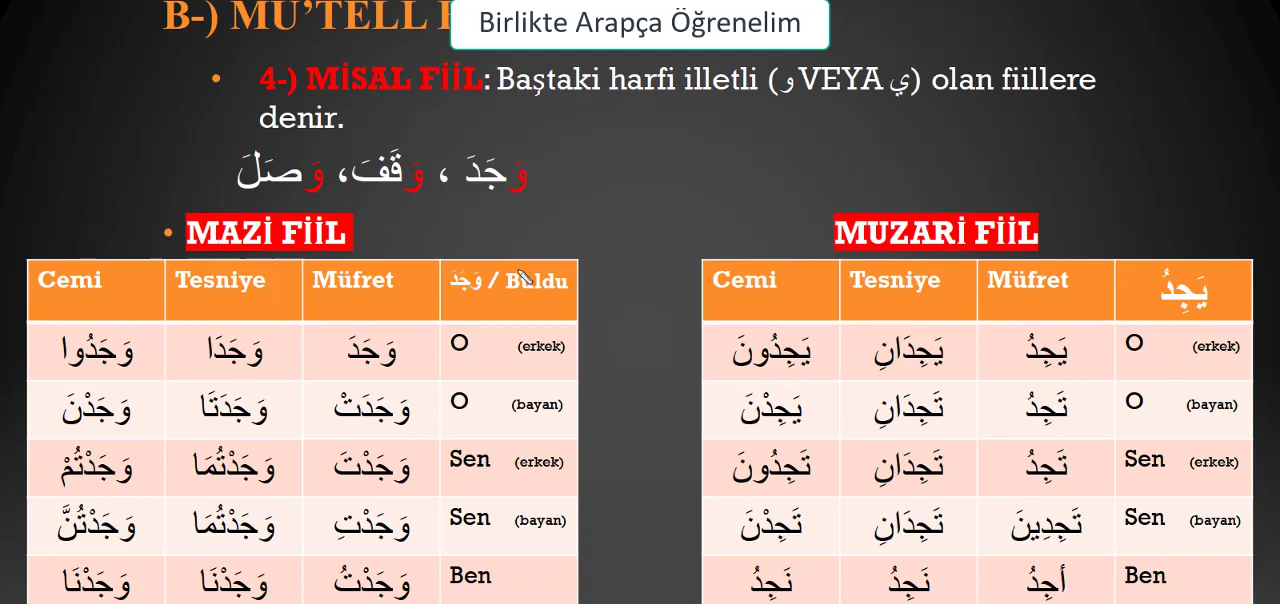 B-) MU'TELL
Birlikte Arapça Öğrenelim
• 4-) MİSAL FİİL: Baştaki harfi illetli (و VEYA ي) olan fiillere
denir.
وَجَدَ ، وَقَفَ، وَصَلَ
• MAZİ FİİL
MUZARİ FİİL
Cemi Tesniye Müfret وَجَدَ / Buldu
وَجَدُوا وَجَدَا وَجَدَ O (erkek)
وَجَدْنَ وَجَدَتَا وَجَدَتْ O (bayan)
وَجَدْتُمْ وَجَدْتُمَا وَجَدْتَ Sen (erkek)
وَجَدْتُنَّ وَجَدْتُمَا وَجَدْتِ Sen (bayan)
وَجَدْنَا وَجَدْنَا وَجَدْتُ Ben
Cemi Tesniye Müfret يَجِدُ
يَجِدُونَ يَجِدَانِ يَجِدُ O (erkek)
يَجِدْنَ تَجِدَانِ تَجِدُ O (bayan)
تَجِدُونَ تَجِدَانِ تَجِدُ Sen (erkek)
تَجِدْنَ تَجِدَانِ تَجِدِينَ Sen (bayan)
نَجِدُ نَجِدُ أجِدُ Ben